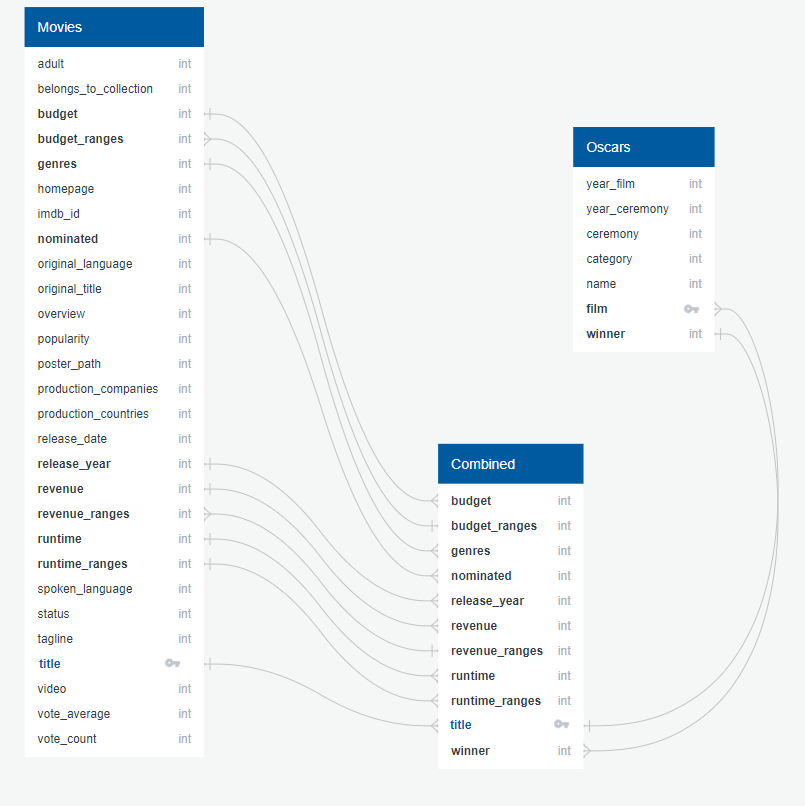 Movies
adult int
belongs_to_collection int
budget int
budget_ranges int
genres int
homepage int
imdb_id int
nominated int
original_language int
original_title int
overview int
popularity int
poster_path int
production_companies int
production_countries int
release_date int
release_year int
revenue int
revenue_ranges int
runtime int
runtime_ranges int
spoken_language int
status int
tagline int
title
video int
vote_average int
vote_count int
Oscars
year_film int
year_ceremony int
ceremony int
category int
name int
film
winner int
Combined
budget int
budget_ranges int
genres int
nominated int
release_year int
revenue int
revenue_ranges int
runtime int
runtime_ranges int
title
winner int